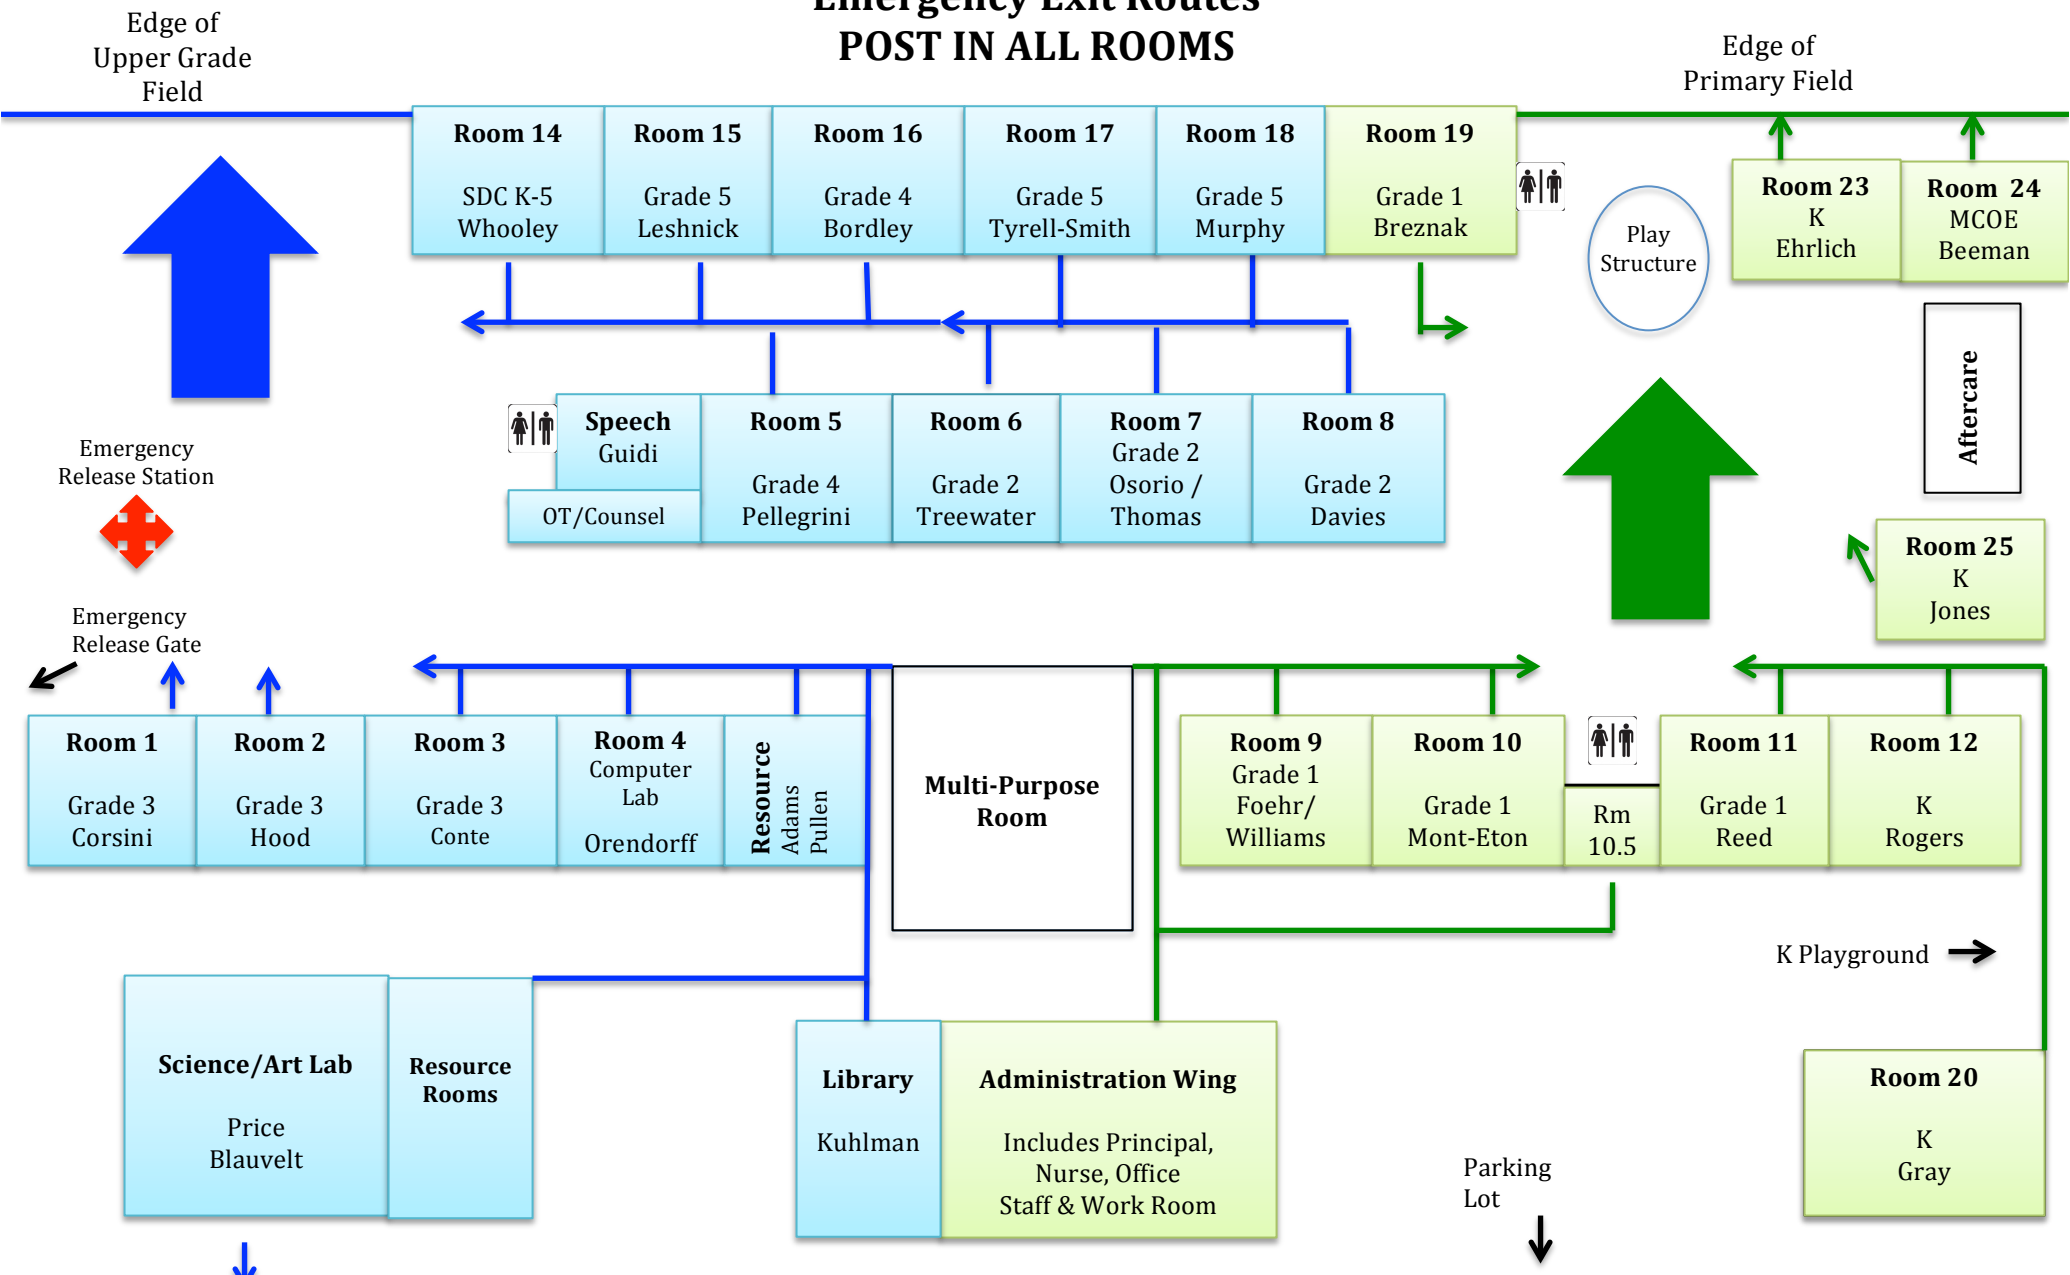 Emergency Exit Routes
POST IN ALL ROOMS
Edge of
Upper Grade
Field
Edge of
Primary Field
Room 14
SDC K-5
Whooley
Room 15
Grade 5
Leshnick
Room 16
Grade 4
Bordley
Room 17
Grade 5
Tyrell-Smith
Room 18
Grade 5
Murphy
Room 19
Grade 1
Breznak
Play
Structure
Room 23
K
Ehrlich
Room 24
MCOE
Beeman
Aftercare
Emergency
Release Station
Speech
Guidi
OT/Counsel
Room 5
Grade 4
Pellegrini
Room 6
Grade 2
Treewater
Room 7
Grade 2
Osorio /
Thomas
Room 8
Grade 2
Davies
Room 25
K
Jones
Emergency
Release Gate
Room 1
Grade 3
Corsini
Room 2
Grade 3
Hood
Room 3
Grade 3
Conte
Room 4
Computer
Lab
Orendorff
Resource
Adams
Pullen
Multi-Purpose
Room
Room 9
Grade 1
Foehr/
Williams
Room 10
Grade 1
Mont-Eton
Rm
10.5
Room 11
Grade 1
Reed
Room 12
K
Rogers
K Playground
Science/Art Lab
Price
Blauvelt
Resource
Rooms
Library
Kuhlman
Administration Wing
Includes Principal,
Nurse, Office
Staff & Work Room
Parking
Lot
Room 20
K
Gray